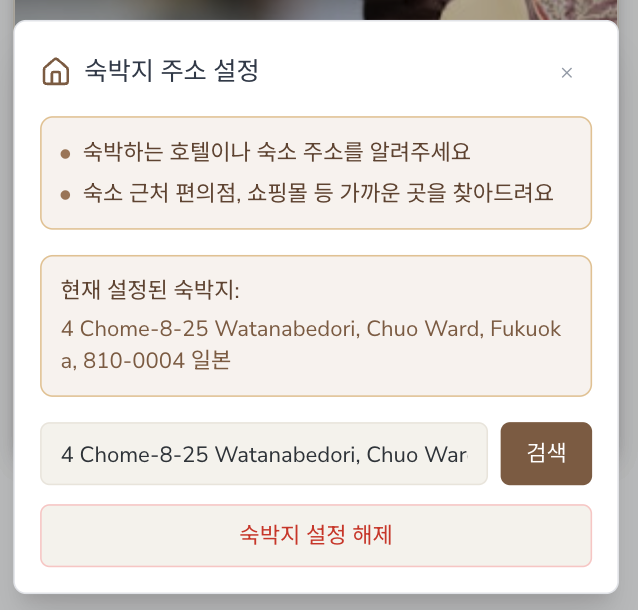 숙박지 주소 설정
×
숙박하는 호텔이나 숙소 주소를 알려주세요
숙소 근처 편의점, 쇼핑몰 등 가까운 곳을 찾아드려요
현재 설정된 숙박지:
4 Chome-8-25 Watanabedori, Chuo Ward, Fukuok
a, 810-0004 일본
4 Chome-8-25 Watanabedori, Chuo War
검색
숙박지 설정 해제